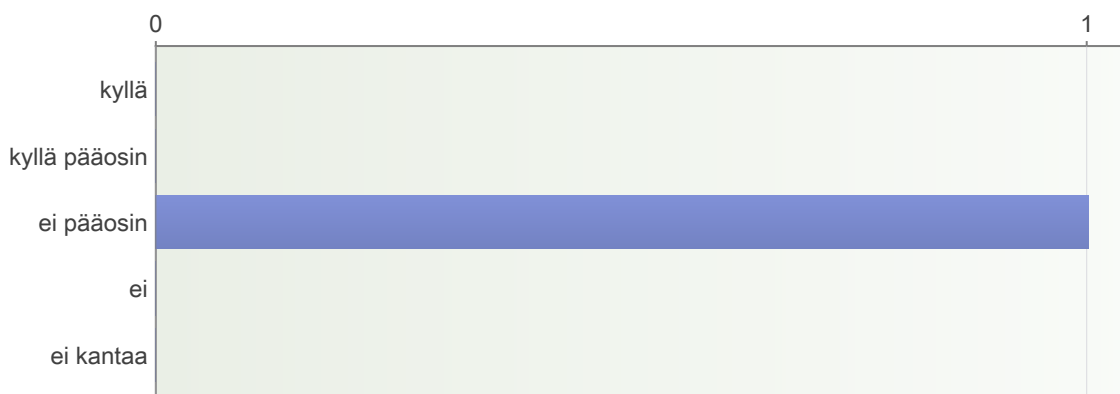 0 1
kyllä
kyllä pääosin
ei pääosin
ei
ei kantaa